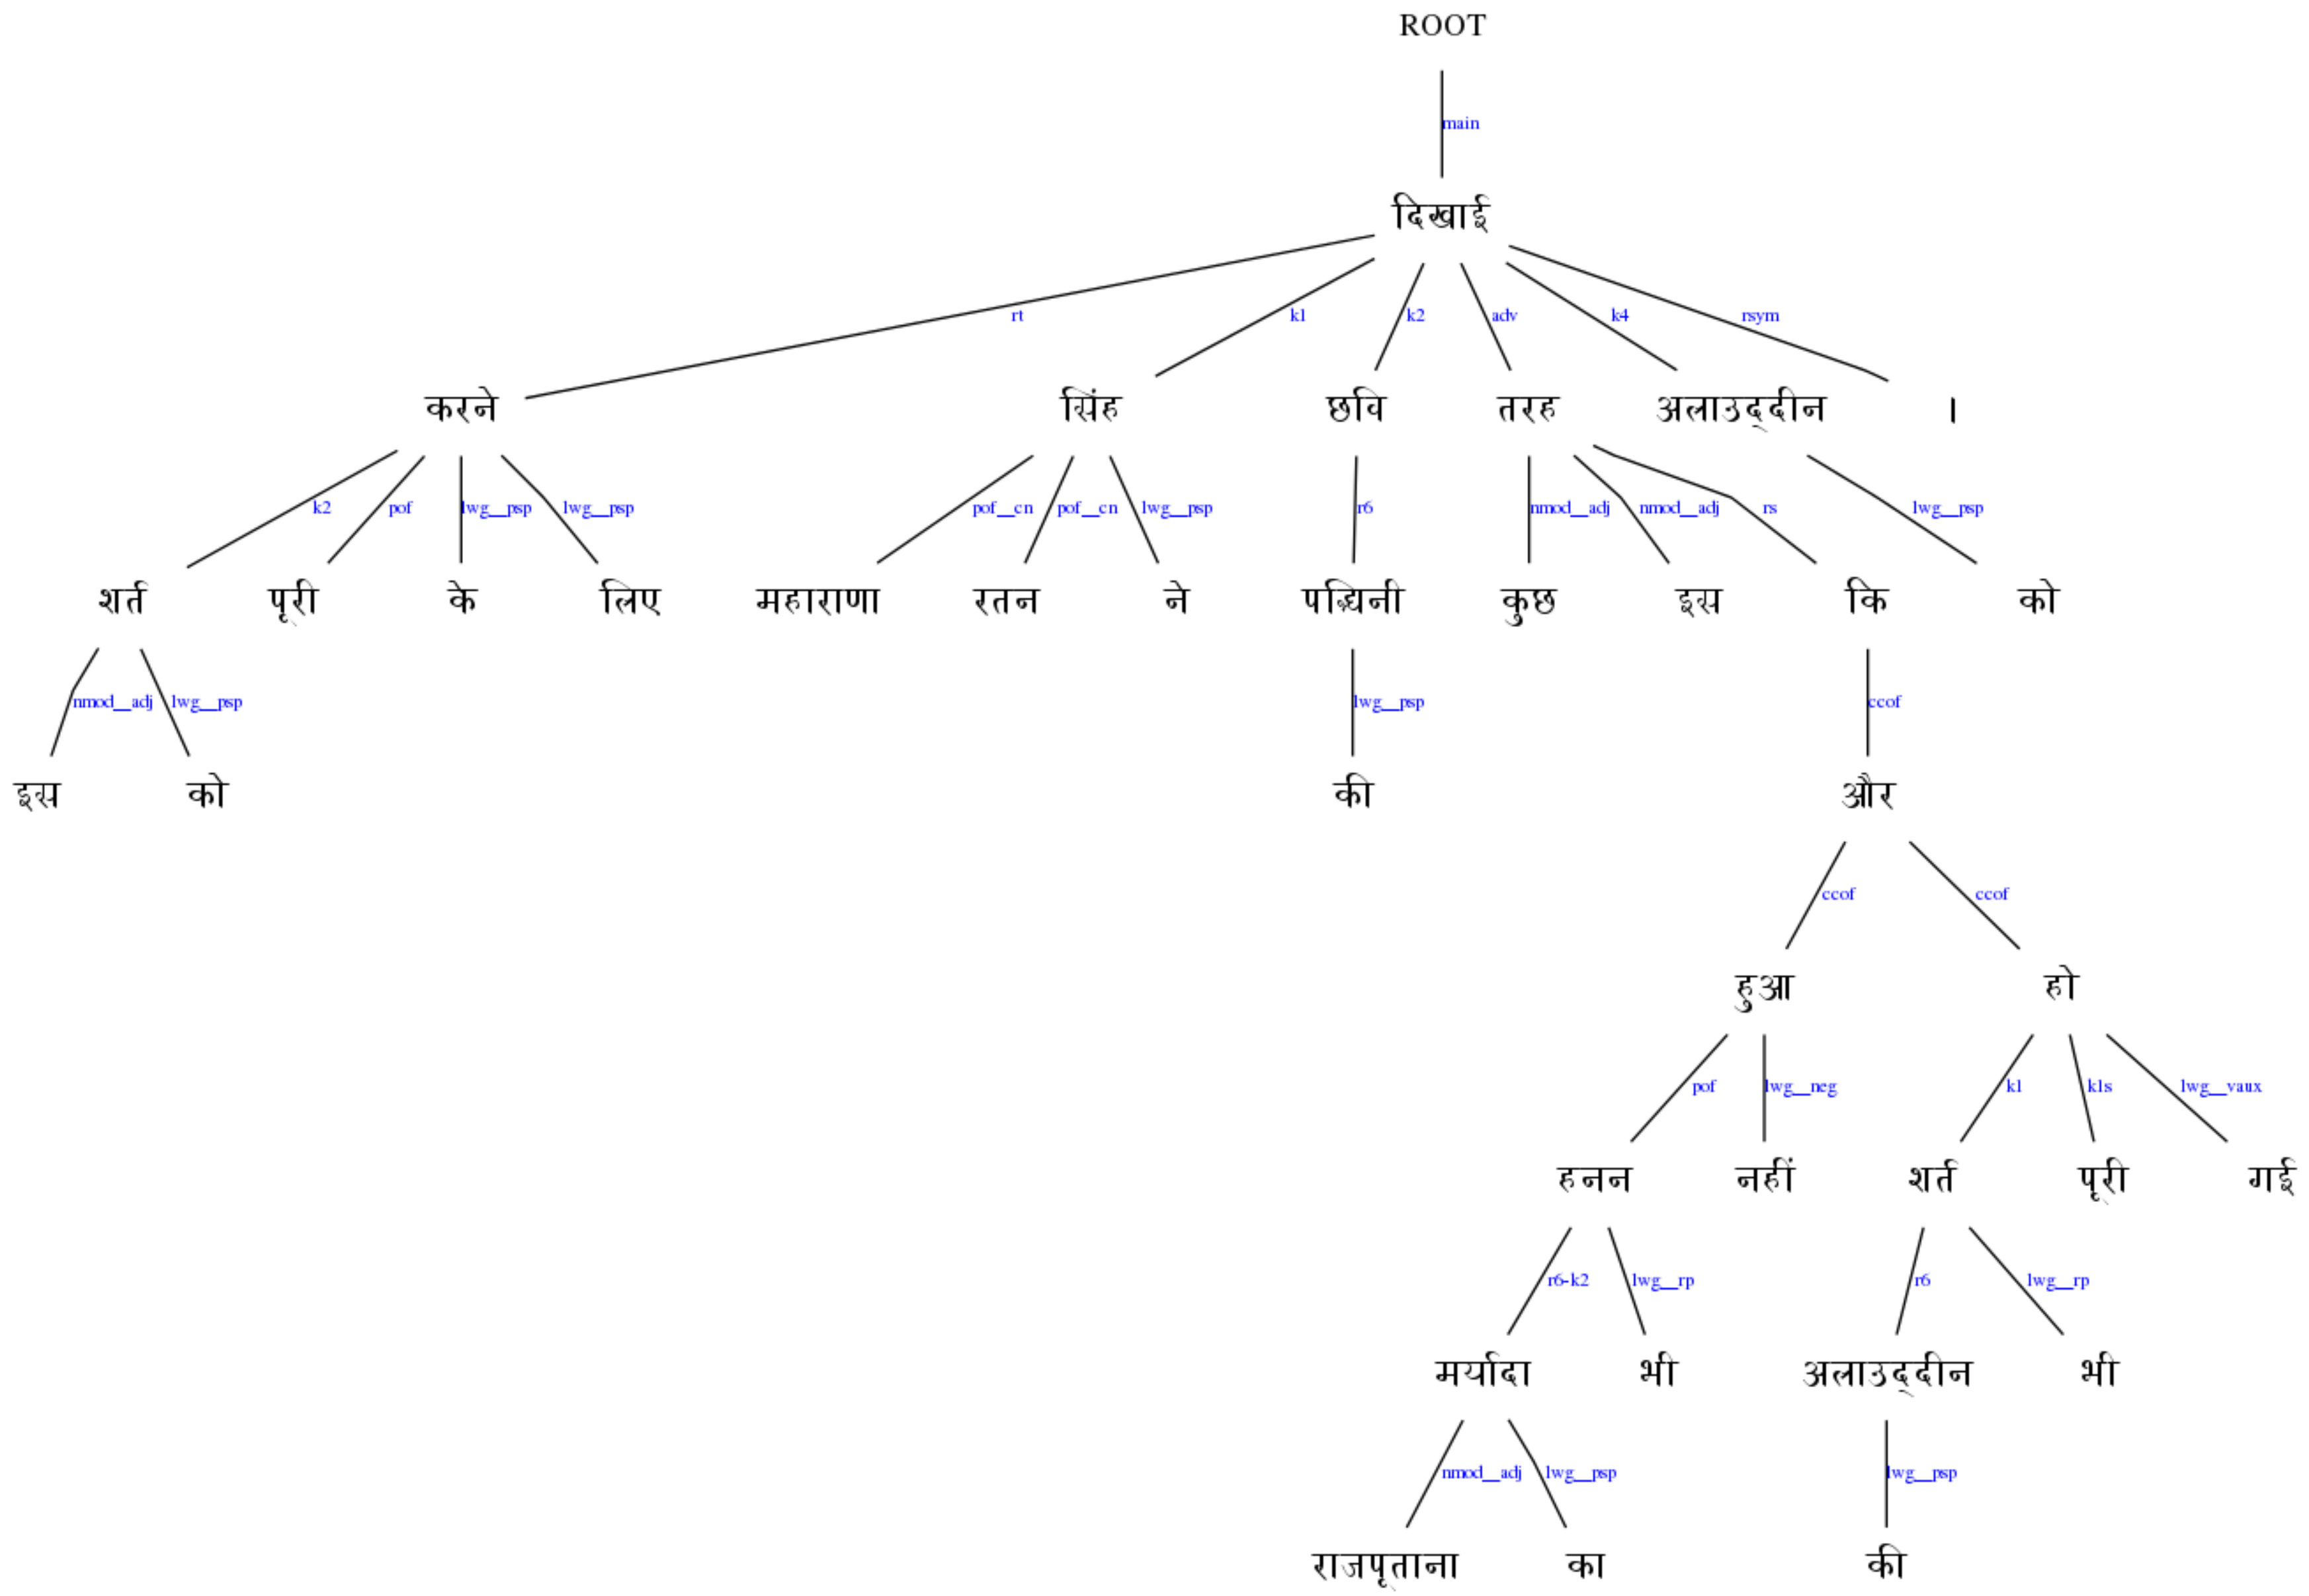 ROOT
main
दिखाई
rt k1 k2 adv k4 rsym
करने सिंह छवि तरह अलाउद्दीन ।
k2 pof lwg__psp lwg__psp pof__cn pof__cn lwg__psp r6 nmod__adj nmod__adj rs lwg__psp
शर्त पूरी के लिए महाराणा रतन ने पद्मिनी कुछ इस कि को
nmod__adj lwg__psp lwg__psp ccof
इस को की और
ccof ccof
हुआ हो
pof lwg__neg k1 k1s lwg__vaux
हनन नहीं शर्त पूरी गई
r6-k2 lwg__rp r6 lwg__rp
मर्यादा भी अलाउद्दीन भी
nmod__adj lwg__psp lwg__psp
राजपूताना का की